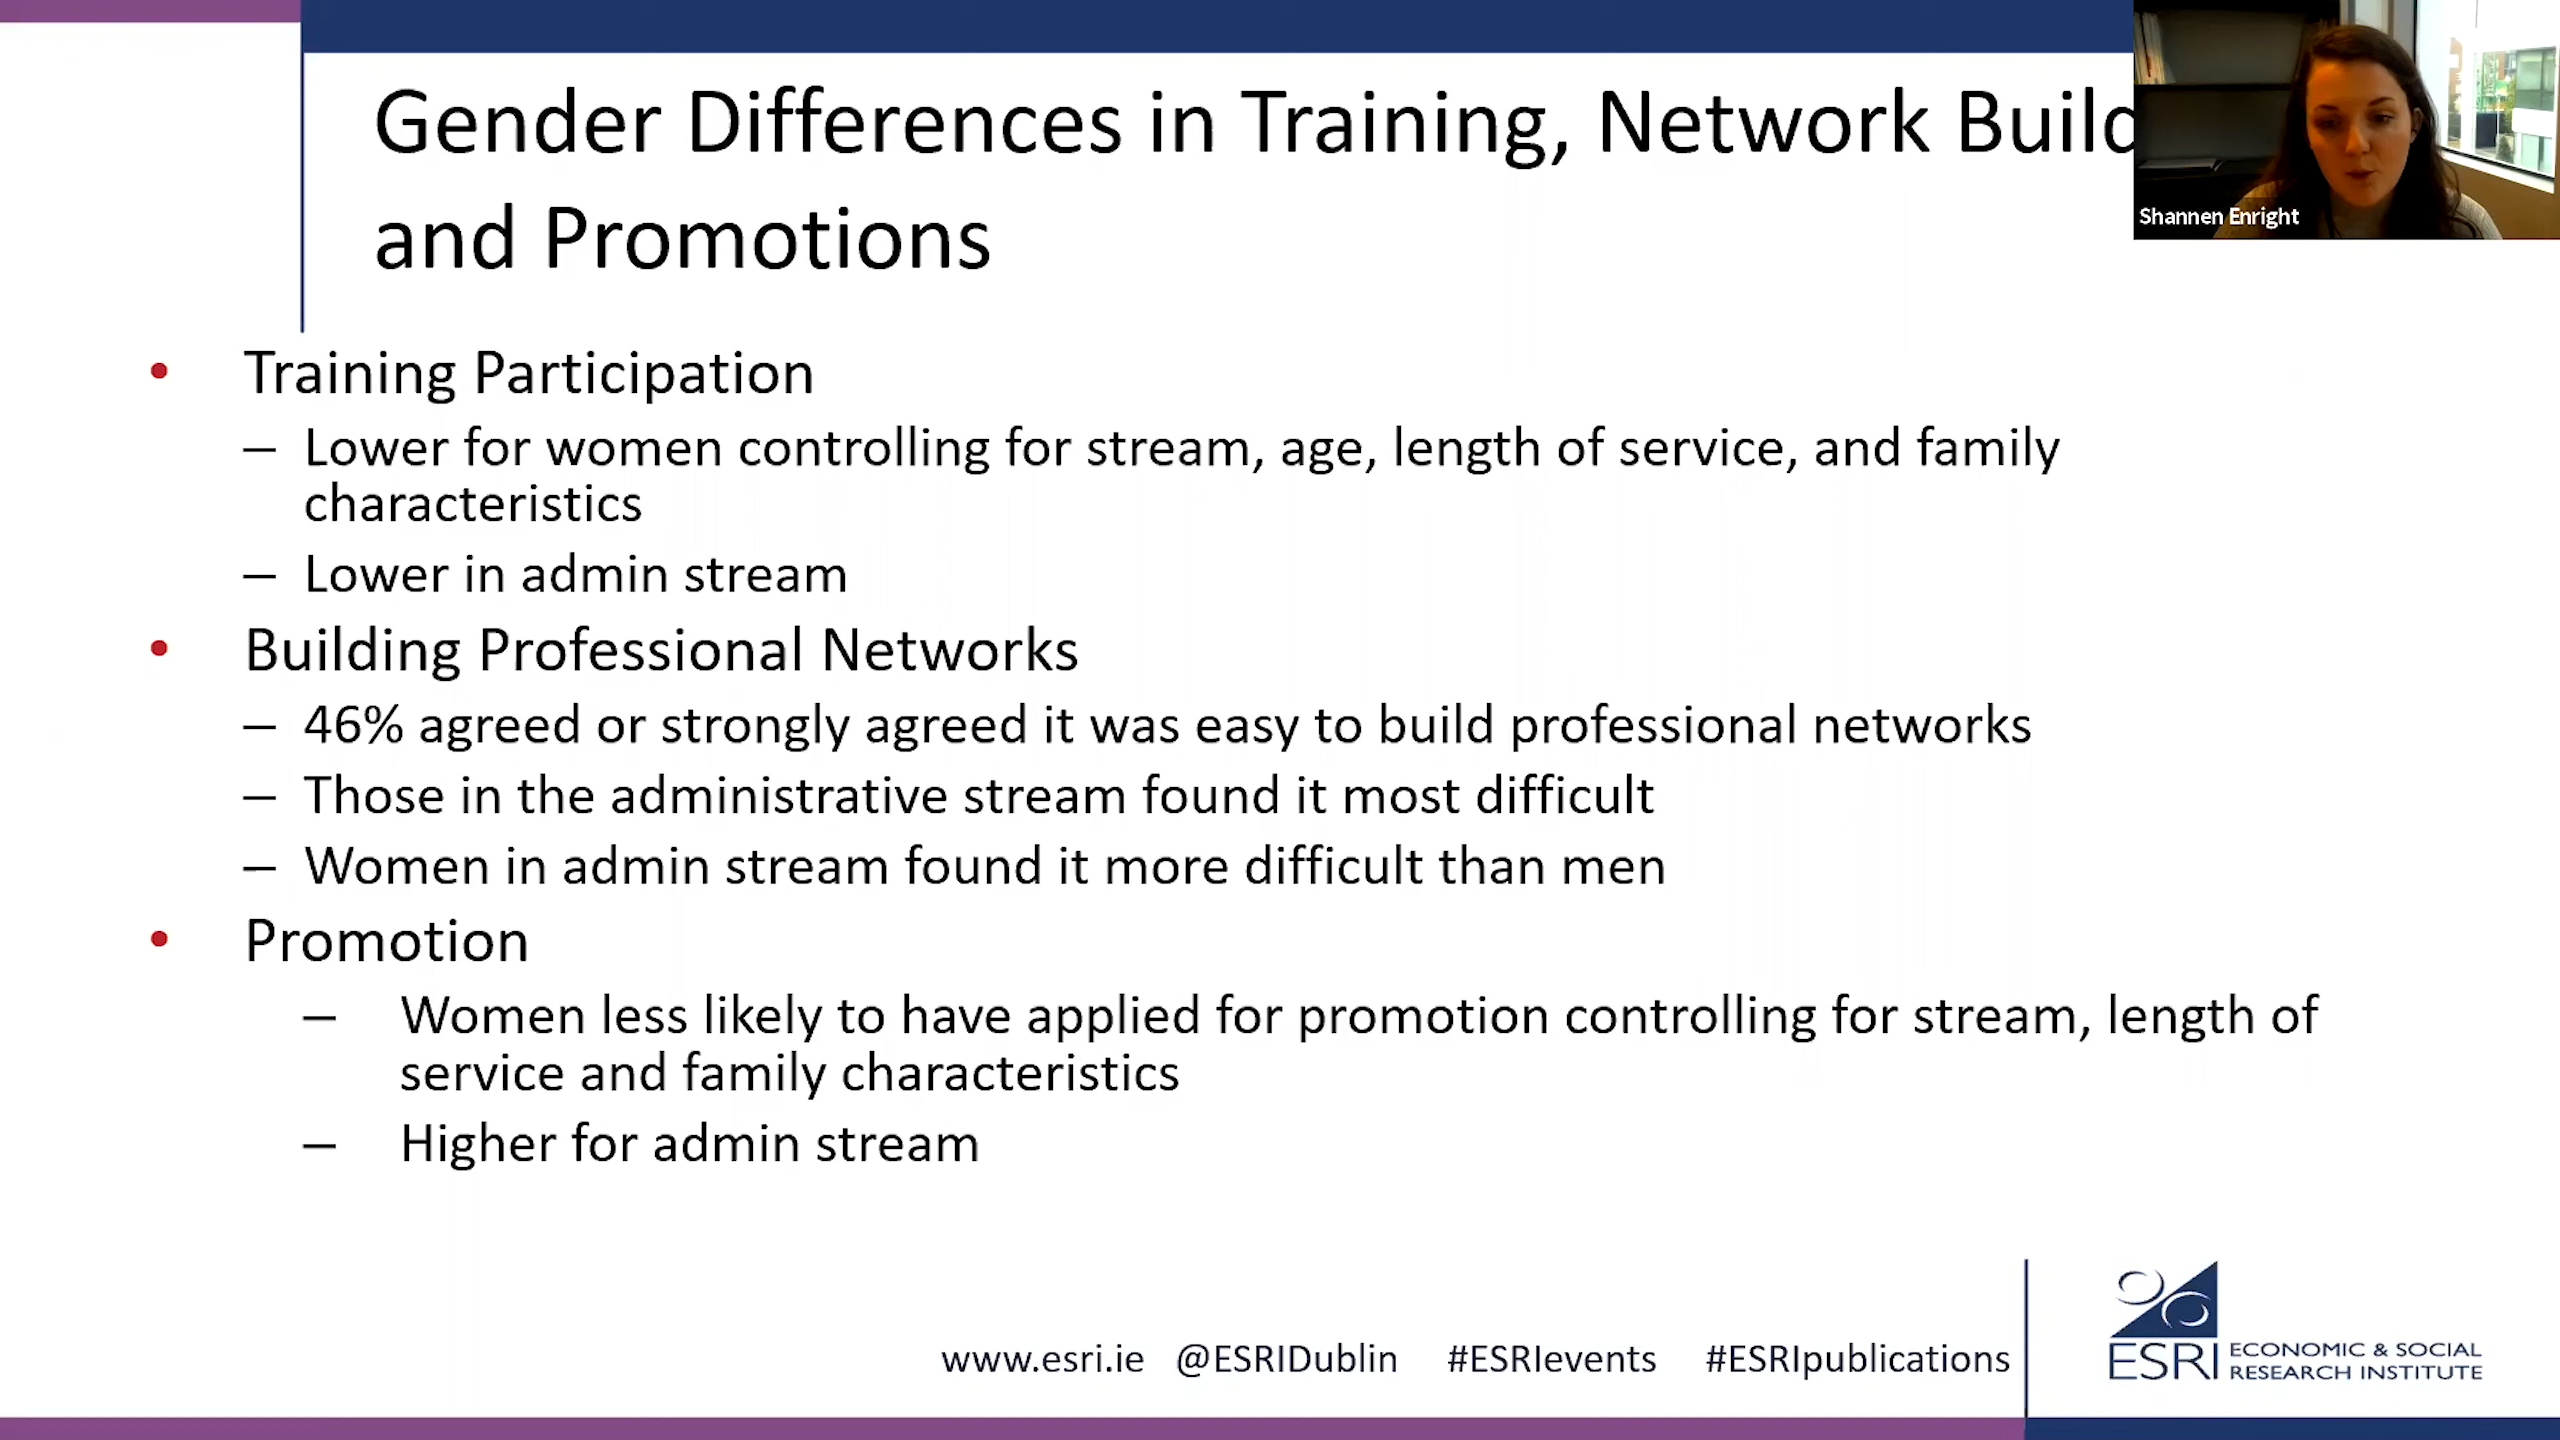 Gender Differences in Training, Network Build
and Promotions
Shannen Enright
• Training Participation
– Lower for women controlling for stream, age, length of service, and family
characteristics
– Lower in admin stream
• Building Professional Networks
– 46% agreed or strongly agreed it was easy to build professional networks
– Those in the administrative stream found it most difficult
– Women in admin stream found it more difficult than men
• Promotion
– Women less likely to have applied for promotion controlling for stream, length of
service and family characteristics
– Higher for admin stream
www.esri.ie @ESRIDublin #ESRIevents #ESRIpublications
ESRI ECONOMIC & SOCIAL
RESEARCH INSTITUTE